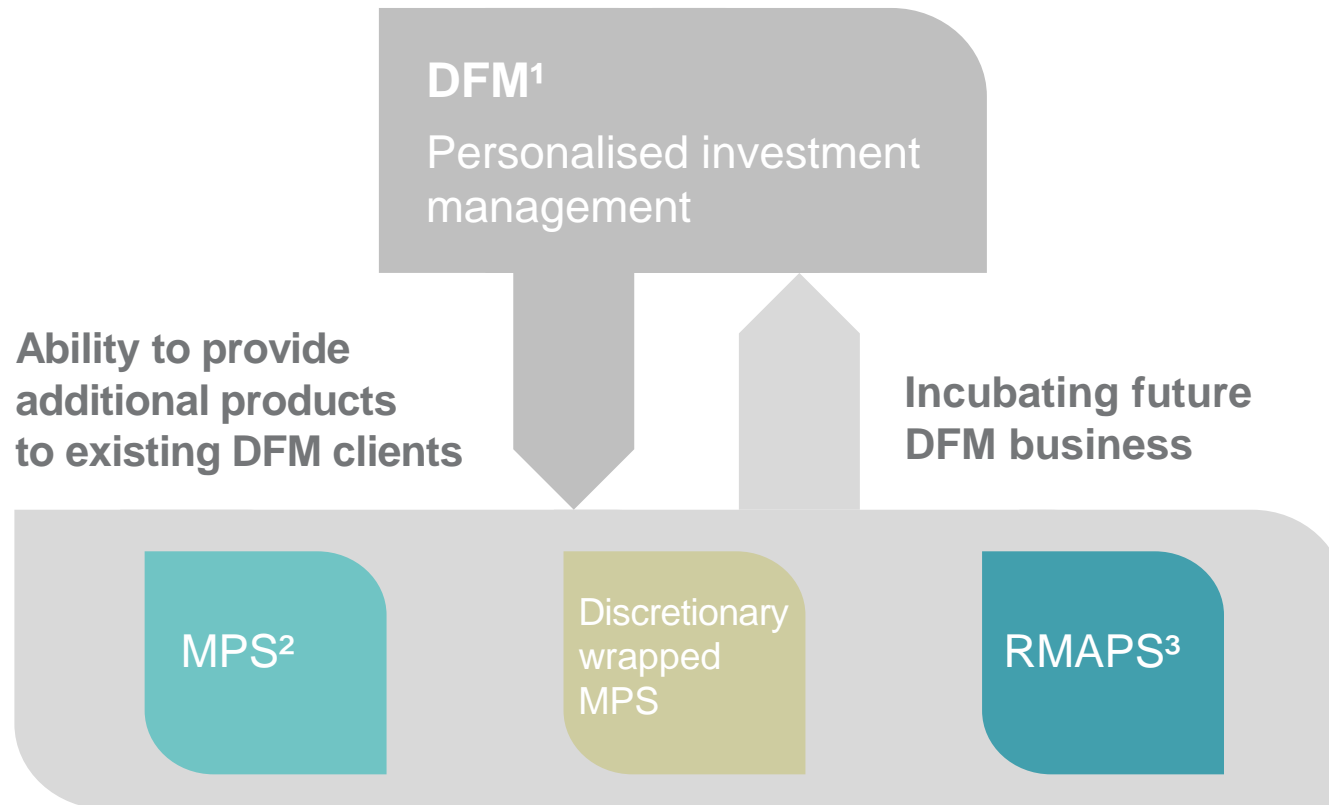 DFM¹
Personalised investment
management
Ability to provide
additional products
to existing DFM clients
Incubating future
DFM business
MPS²
Discretionary
wrapped
MPS
RMAPS³